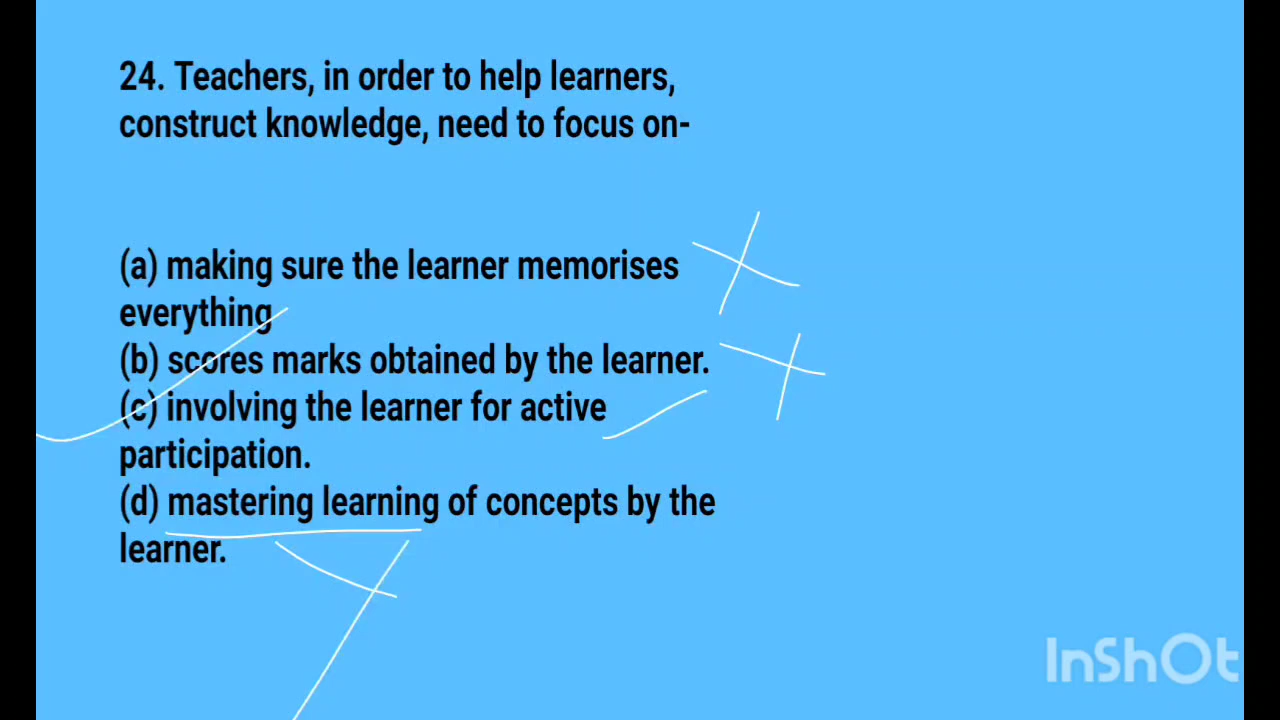 24. Teachers, in order to help learners,
construct knowledge, need to focus on-
(a) making sure the learner memorises
everything
(b) scores marks obtained by the learner.
(c) involving the learner for active
participation.
(d) mastering learning of concepts by the
learner.
InShOt